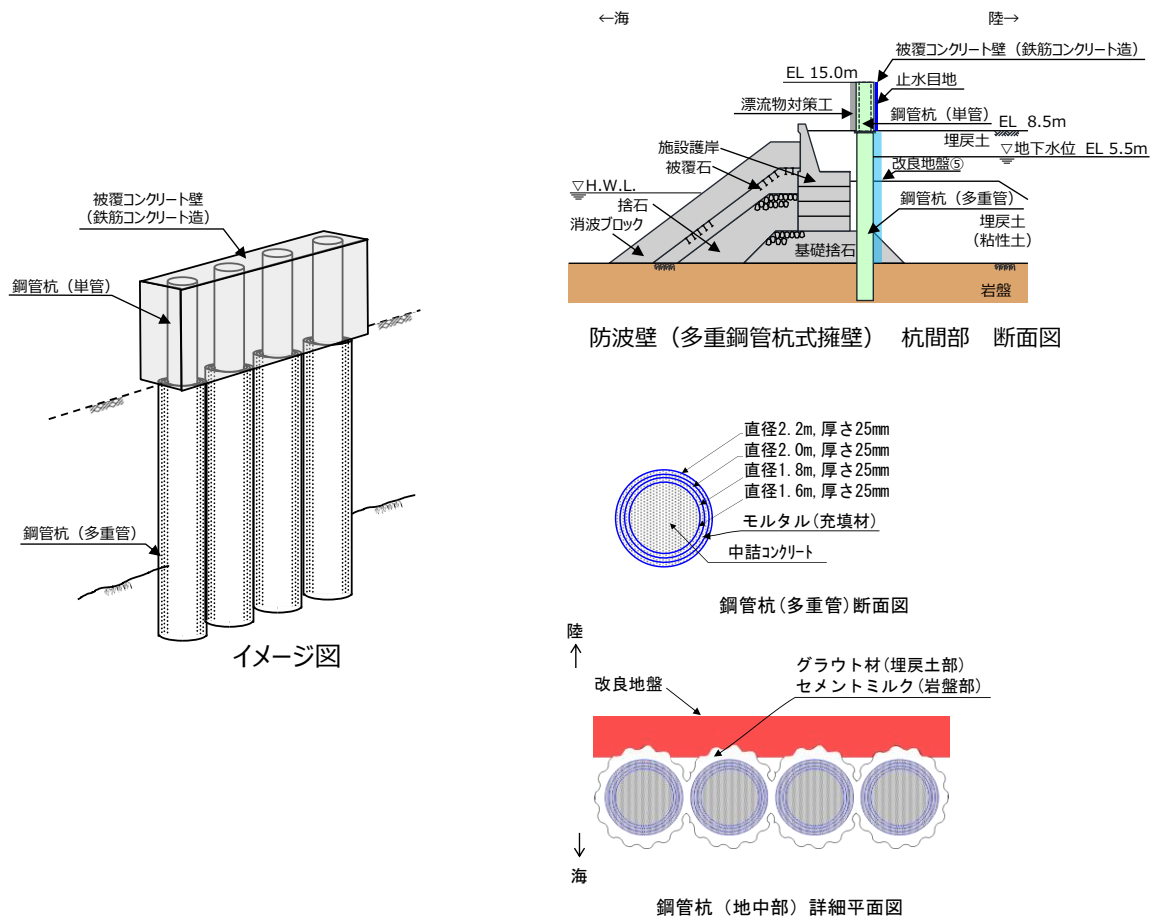 被覆コンクリート壁
(鉄筋コンクリート造)
鋼管杭(単管)
鋼管杭(多重管)
イメージ図
←海
陸→
被覆コンクリート壁(鉄筋コンクリート造)
EL 15.0m
止水目地
漂流物対策工
鋼管杭(単管)
EL 8.5m
埋戻土
▽地下水位 EL 5.5m
施設護岸
被覆石
改良地盤⑤
▽H.W.L.
捨石
鋼管杭(多重管)
消波ブロック
埋戻土
(粘性土)
基礎捨石
岩盤
防波壁(多重鋼管杭式擁壁) 杭間部 断面図
直径2.2m,厚さ25mm
直径2.0m,厚さ25mm
直径1.8m,厚さ25mm
直径1.6m,厚さ25mm
モルタル(充填材)
中詰コンクリート
鋼管杭(多重管)断面図
陸
グラウト材(埋戻土部)
セメントミルク(岩盤部)
改良地盤
海
鋼管杭(地中部)詳細平面図